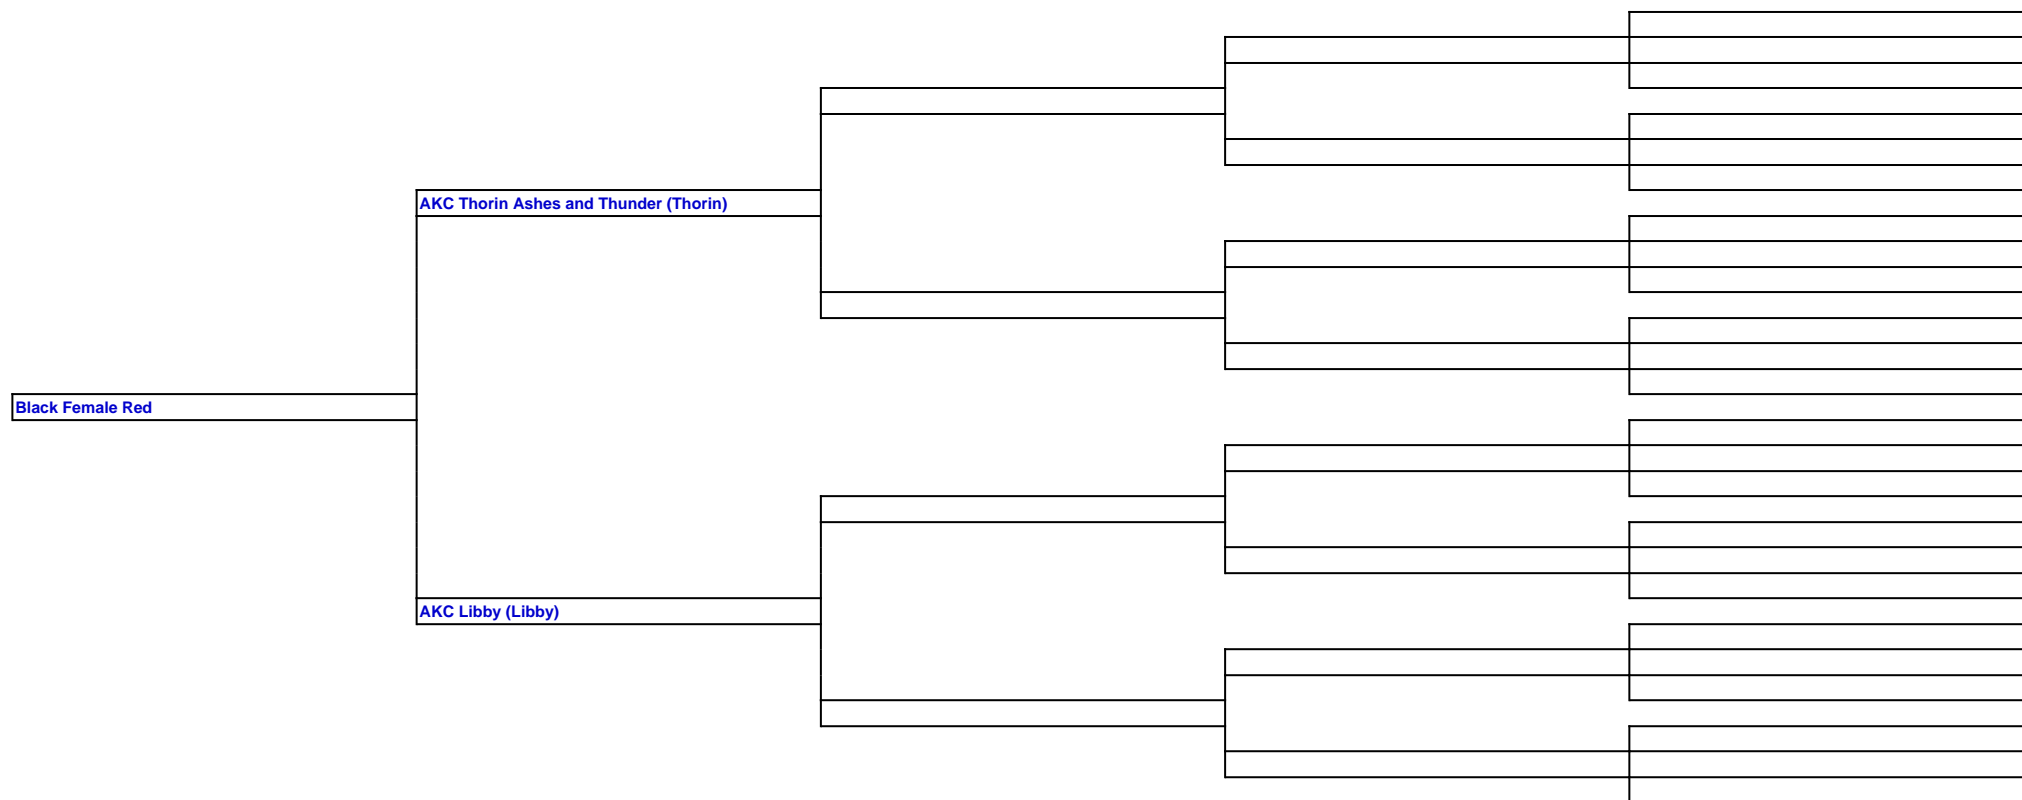 AKC Thorin Ashes and Thunder (Thorin)
Black Female Red
AKC Libby (Libby)